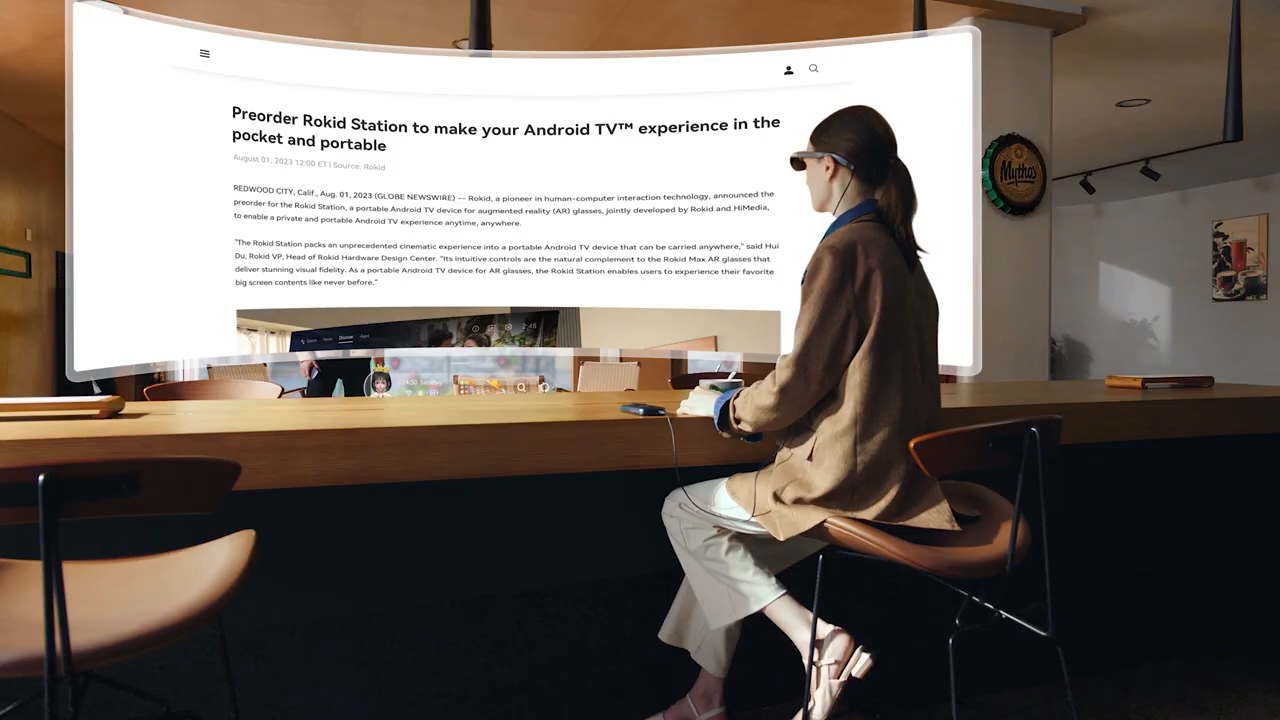 Preorder Rokid Station to make your Android TV™ experience in the
pocket and portable
August 01, 2023 12:00 ET | Source: Rokid
REDWOOD CITY, Calif., Aug. 01, 2023 (GLOBE NEWSWIRE) -- Rokid, a pioneer in human-computer interaction technology, announced the
preorder for the Rokid Station, a portable Android TV device for augmented reality (AR) glasses, jointly developed by Rokid and HiMedia,
to enable a private and portable Android TV experience anytime, anywhere.
"The Rokid Station packs an unprecedented cinematic experience into a portable Android TV device that can be carried anywhere," said Hui
Du, Rokid VP, Head of Rokid Hardware Design Center. "Its intuitive controls are the natural complement to the Rokid Max AR glasses that
deliver stunning visual fidelity. As a portable Android TV device for AR glasses, the Rokid Station enables users to experience their favorite
big screen contents like never before."
Mythos
2:45
Search Home Discover Apps
Sunday